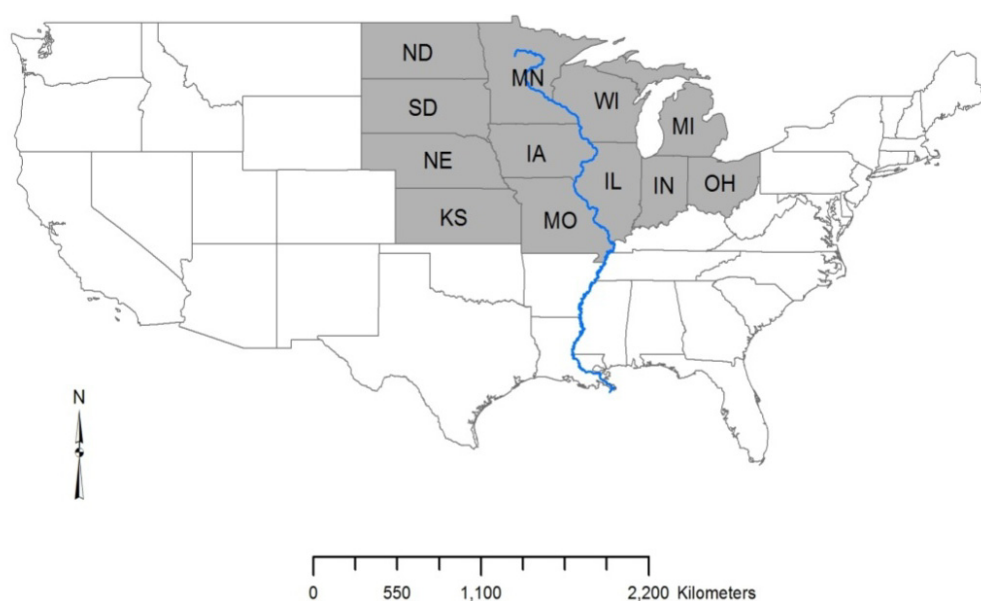 ND
MN
SD
WI
MI
NE
IA
IL
IN
OH
KS
MO
N
0 550 1,100 2,200 Kilometers